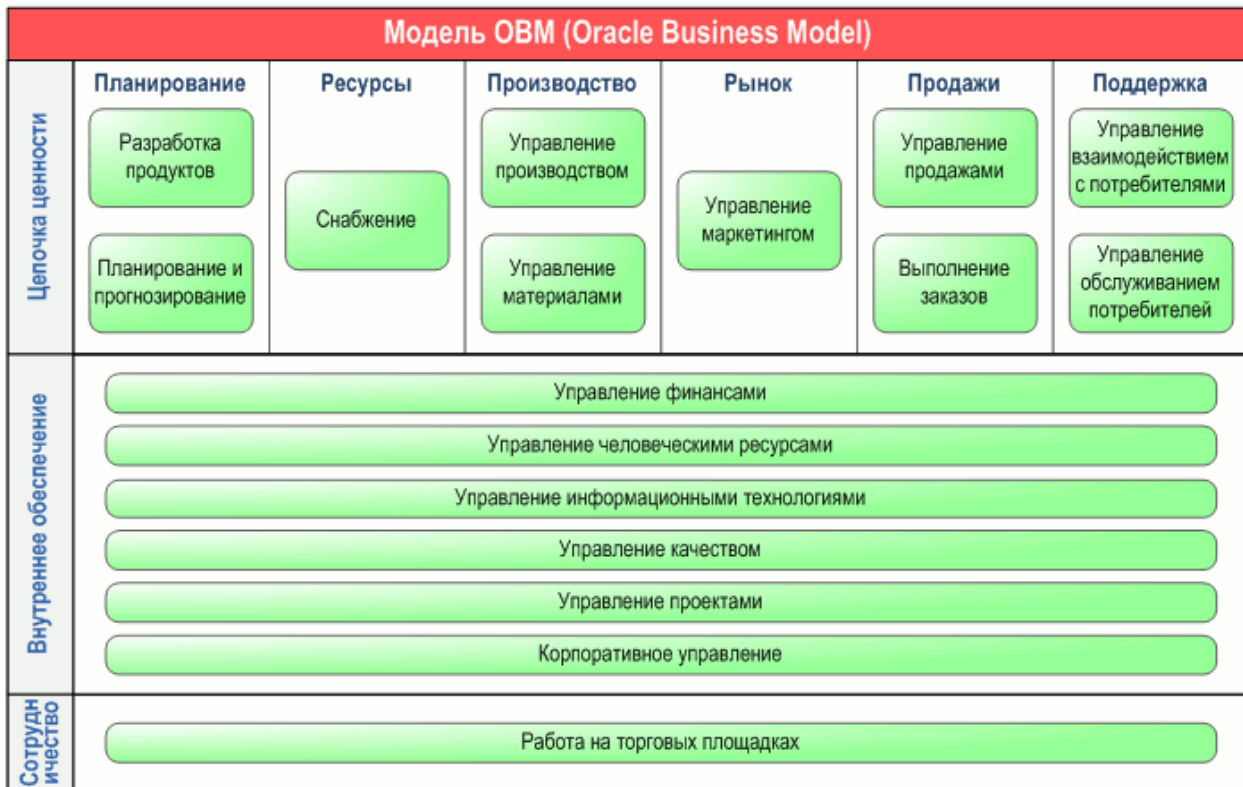 Модель OBM (Oracle Business Model)
Цепочка ценности
Планирование
Ресурсы
Производство
Рынок
Продажи
Поддержка
Разработка
продуктов
Планирование и
прогнозирование
Снабжение
Управление
производством
Управление
материалами
Управление
маркетингом
Управление
продажами
Выполнение
заказов
Управление
взаимодействием
с потребителями
Управление
обслуживанием
потребителей
Внутреннее обеспечение
Управление финансами
Управление человеческими ресурсами
Управление информационными технологиями
Управление качеством
Управление проектами
Корпоративное управление
Сотрудн
ичество
Работа на торговых площадках